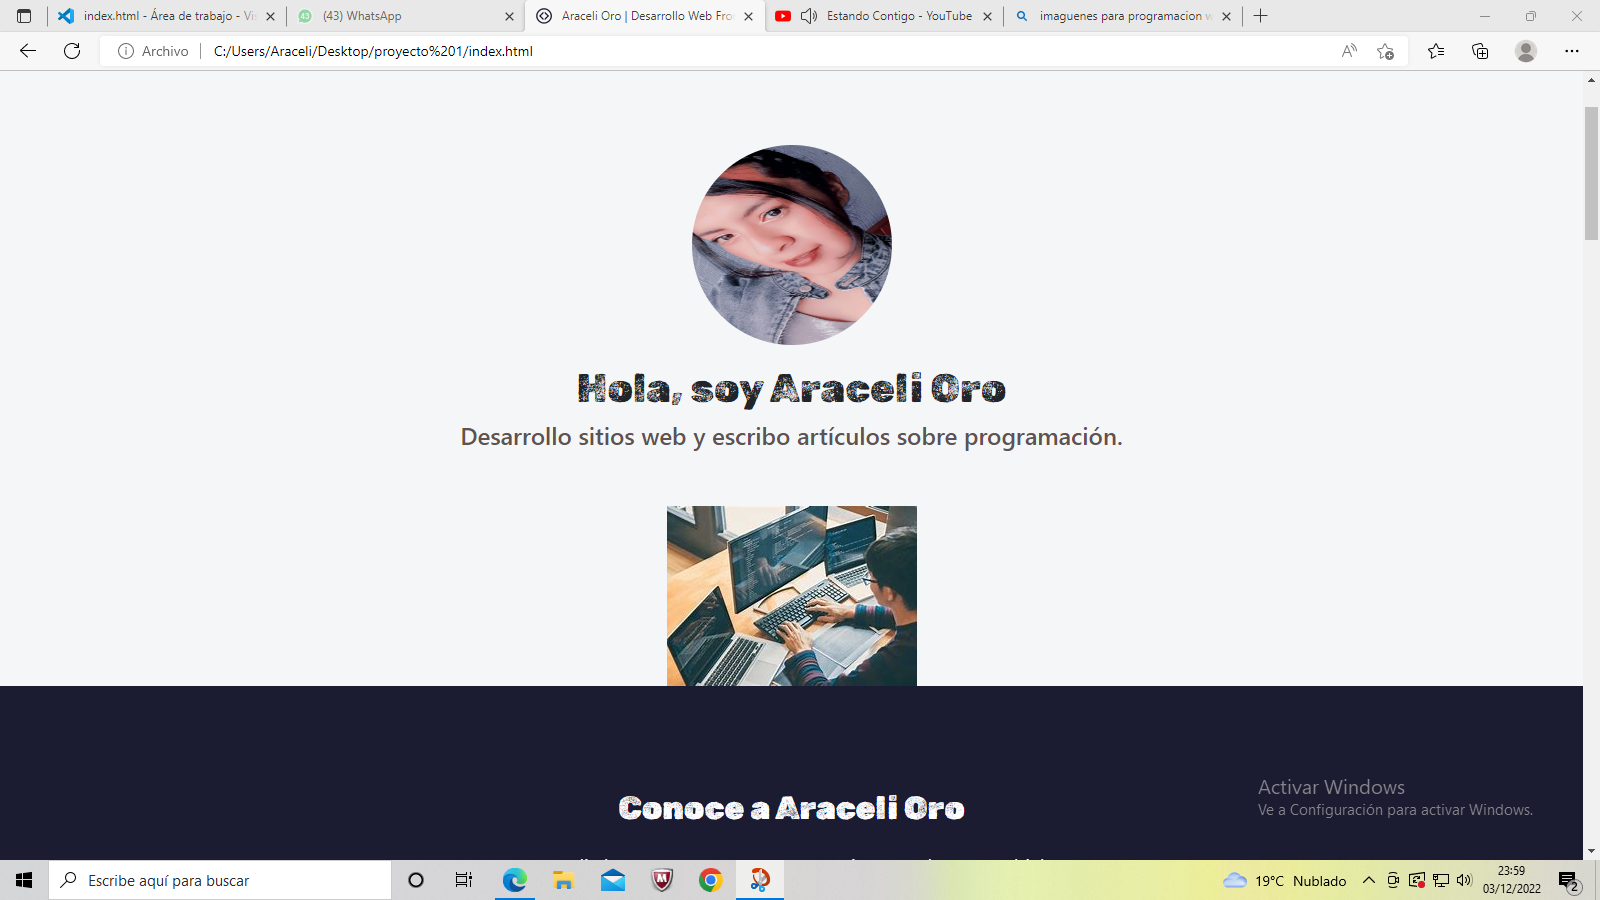 index.html - Área de trabajo - Vis
(43) WhatsApp
Araceli Oro | Desarrollo Web Fro
Estando Contigo - YouTube
imaguenes para programacion w
Archivo
C:/Users/Araceli/Desktop/proyecto%201/index.html
Hola, soy Araceli Oro
Desarrollo sitios web y escribo artículos sobre programación.
Conoce a Araceli Oro
Activar Windows
Ve a Configuración para activar Windows.
Escribe aquí para buscar
19°C Nublado
23:59
03/12/2022
2